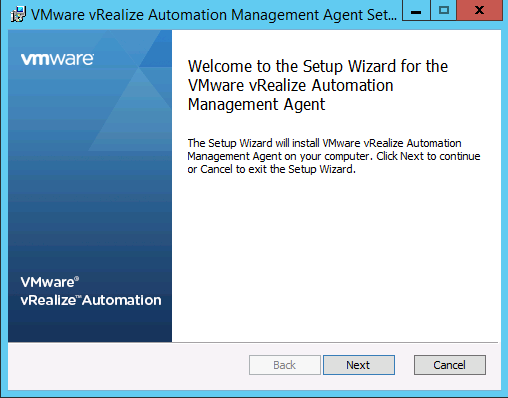 VMware vRealize Automation Management Agent Set...
vmware
Welcome to the Setup Wizard for the
VMware vRealize Automation
Management Agent
The Setup Wizard will install VMware vRealize Automation
Management Agent on your computer. Click Next to continue
or Cancel to exit the Setup Wizard.
VMware®
vRealize™ Automation
Back
Next
Cancel